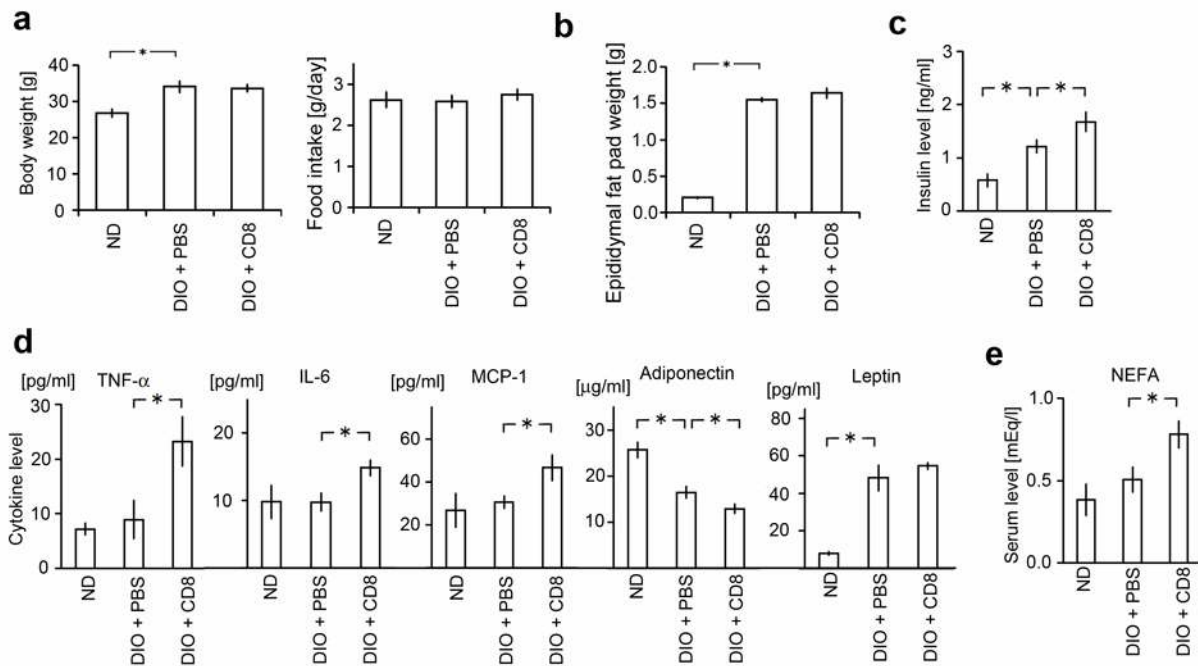 a
Body weight [g]
40
30
20
10
0
*
ND
DIO + PBS
DIO + CD8
Food intake [g/day]
3
2
1
0
ND
DIO + PBS
DIO + CD8
b
Epididymal fat pad weight [g]
2.0
1.5
1.0
0.5
0.0
*
ND
DIO + PBS
DIO + CD8
c
Insulin level [ng/ml]
3
2
1
0
*
*
ND
DIO + PBS
DIO + CD8
d
Cytokine level
[pg/ml]
TNF-α
30
20
10
0
*
ND
DIO + PBS
DIO + CD8
[pg/ml]
IL-6
20
10
*
ND
DIO + PBS
DIO + CD8
[pg/ml]
MCP-1
60
40
20
*
ND
DIO + PBS
DIO + CD8
[µg/ml]
Adiponectin
30
20
10
*
*
ND
DIO + PBS
DIO + CD8
[pg/ml]
Leptin
80
60
40
20
*
ND
DIO + PBS
DIO + CD8
e
NEFA
Serum level [mEq/l]
1.0
0.5
0.0
*
ND
DIO + PBS
DIO + CD8